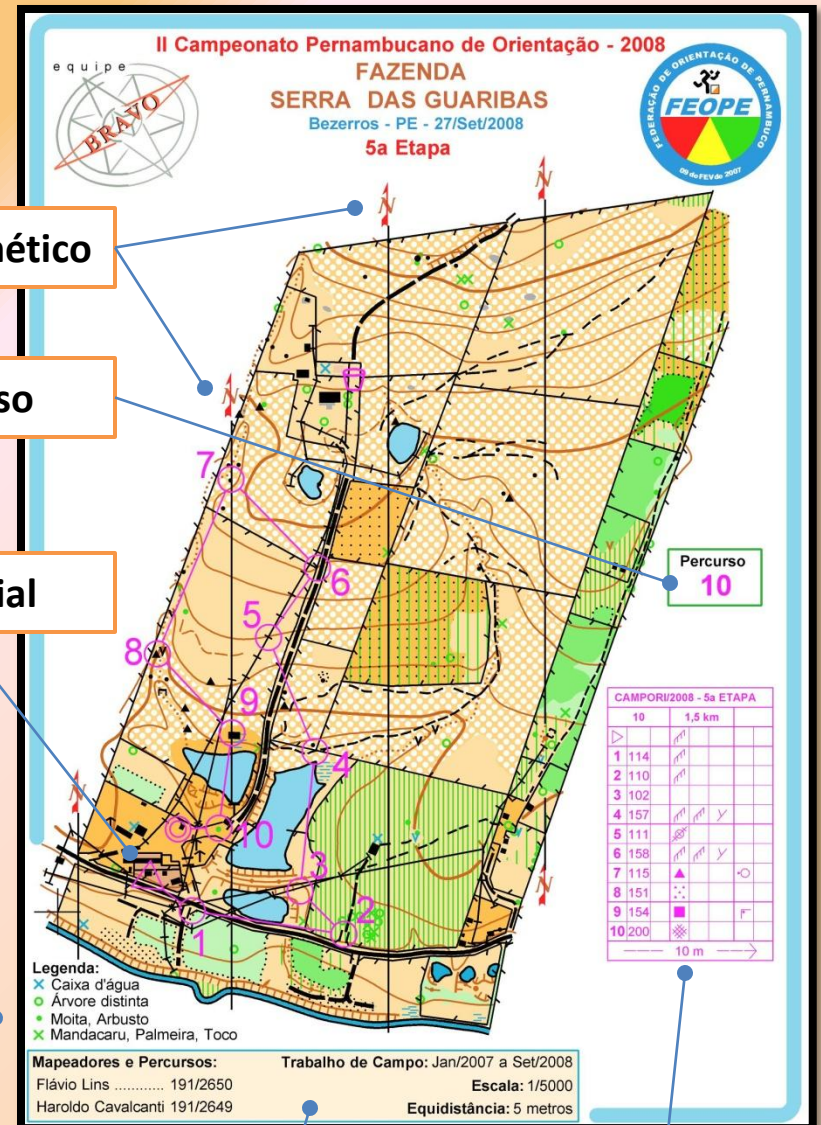 II Campeonato Pernambucano de Orientação - 2008
FAZENDA
SERRA DAS GUARIBAS
Bezerros - PE - 27/Set/2008
5a Etapa
equipe
BRAVO
FEDERAÇÃO DE ORIENTAÇÃO DE PERNAMBUCO
FEOPE
09 de FEV de 2007
N
N
nético
N
so
7
6
Percurso
10
ial
5
8
9
4
N
10
N
3
2
1
CAMPORI/2008 - 5a ETAPA
10 1,5 km
1 114
2 110
3 102
4 157
5 111
6 158
7 115
8 151
9 154
10 200
10 m
Legenda:
Caixa d'água
Árvore distinta
Moita, Arbusto
Mandacaru, Palmeira, Toco
Mapeadores e Percursos:
Flávio Lins ........... 191/2650
Haroldo Cavalcanti 191/2649
Trabalho de Campo: Jan/2007 a Set/2008
Escala: 1/5000
Equidistância: 5 metros